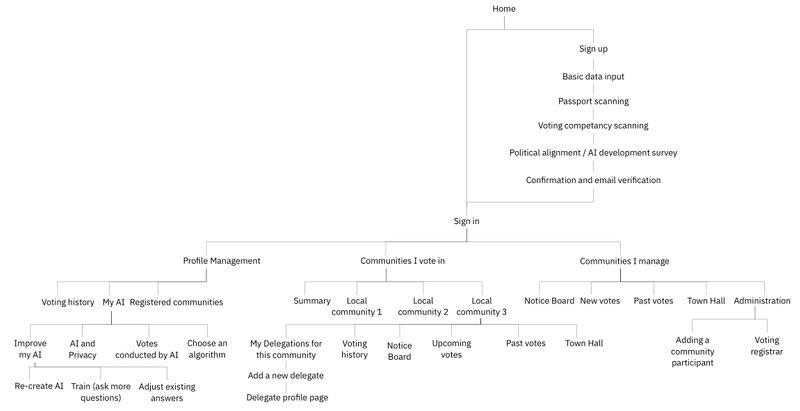 Home
Sign up
Basic data input
Passport scanning
Voting competancy scanning
Political alignment / AI development survey
Confirmation and email verification
Sign in
Profile Management
Communities I vote in
Communities I manage
Voting history
My AI
Registered communities
Summary
Local
community 1
Local
community 2
Local
community 3
Notice Board
New votes
Past votes
Town Hall
Administration
Improve
my AI
AI and
Privacy
Votes
conducted by AI
Choose an
algorithm
My Delegations for
this community
Voting
history
Notice
Board
Upcoming
votes
Past votes
Town Hall
Adding a
community
participant
Voting
registrar
Re-create AI
Train (ask more
questions)
Adjust existing
answers
Add a new delegate
Delegate profile page